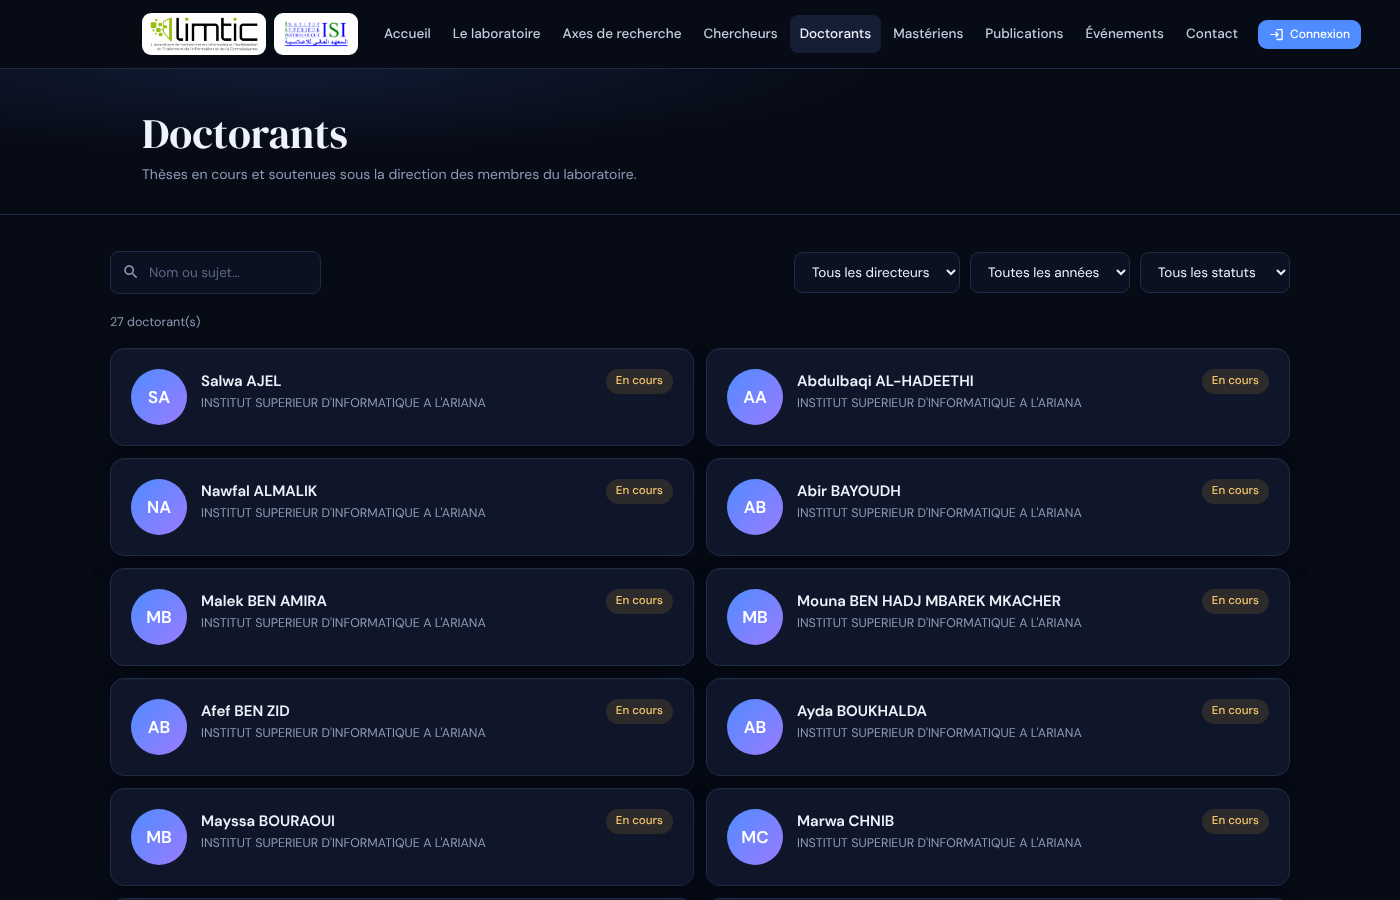 limtic
INSTITUT
SUPERIEUR
D'INFORMATIQUE
ISI
المعهد العالي للإعلامية
Accueil
Le laboratoire
Axes de recherche
Chercheurs
Doctorants
Mastériens
Publications
Événements
Contact
Connexion
Doctorants
Thèses en cours et soutenues sous la direction des membres du laboratoire.
Nom ou sujet...
Tous les directeurs
Toutes les années
Tous les statuts
27 doctorant(s)
SA
Salwa AJEL
INSTITUT SUPERIEUR D'INFORMATIQUE A L'ARIANA
En cours
AA
Abdulbaqi AL-HADEETHI
INSTITUT SUPERIEUR D'INFORMATIQUE A L'ARIANA
En cours
NA
Nawfal ALMALIK
INSTITUT SUPERIEUR D'INFORMATIQUE A L'ARIANA
En cours
AB
Abir BAYOUDH
INSTITUT SUPERIEUR D'INFORMATIQUE A L'ARIANA
En cours
MB
Malek BEN AMIRA
INSTITUT SUPERIEUR D'INFORMATIQUE A L'ARIANA
En cours
MB
Mouna BEN HADJ MBAREK MKACHER
INSTITUT SUPERIEUR D'INFORMATIQUE A L'ARIANA
En cours
AB
Afef BEN ZID
INSTITUT SUPERIEUR D'INFORMATIQUE A L'ARIANA
En cours
AB
Ayda BOUKHALDA
INSTITUT SUPERIEUR D'INFORMATIQUE A L'ARIANA
En cours
MB
Mayssa BOURAOUI
INSTITUT SUPERIEUR D'INFORMATIQUE A L'ARIANA
En cours
MC
Marwa CHNIB
INSTITUT SUPERIEUR D'INFORMATIQUE A L'ARIANA
En cours